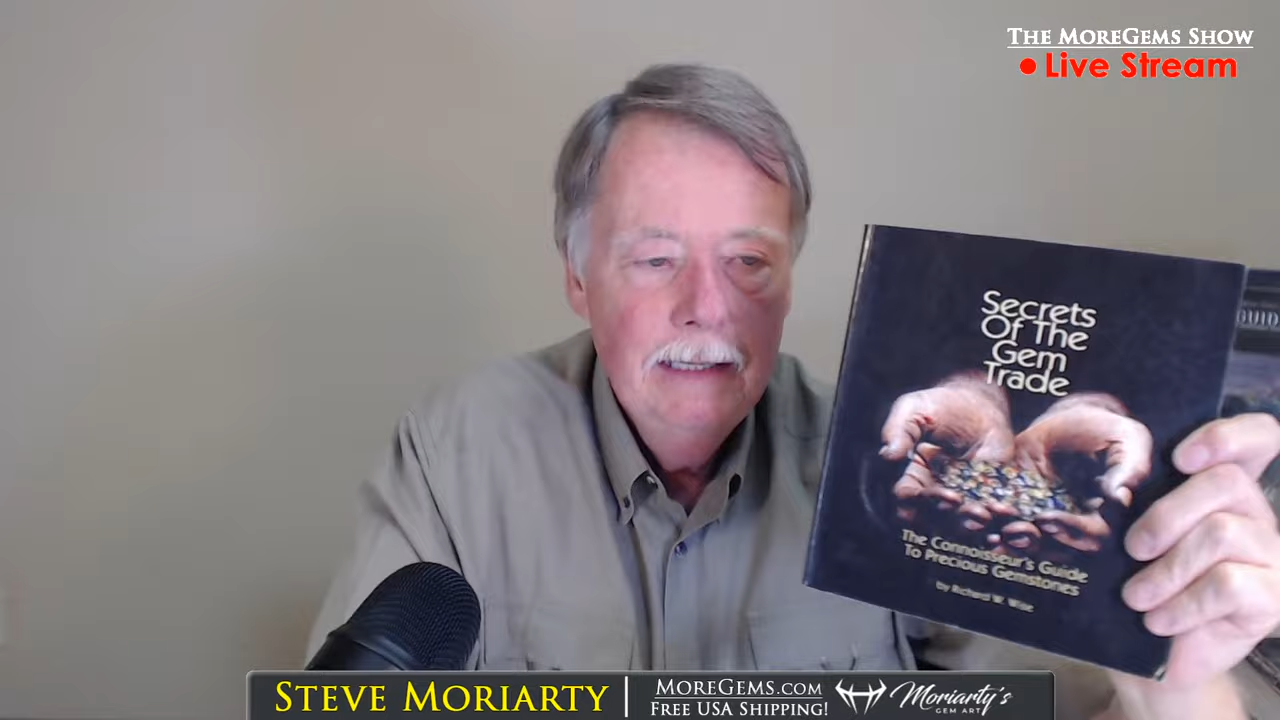 The MoreGems Show
Live Stream
Secrets
Of The
Gem
Trade
The Connoisseur's Guide
To Precious Gemstones
by Richard W. Wise
Steve Moriarty
MoreGems.com
Free USA Shipping!
Moriarty's
GEM ART